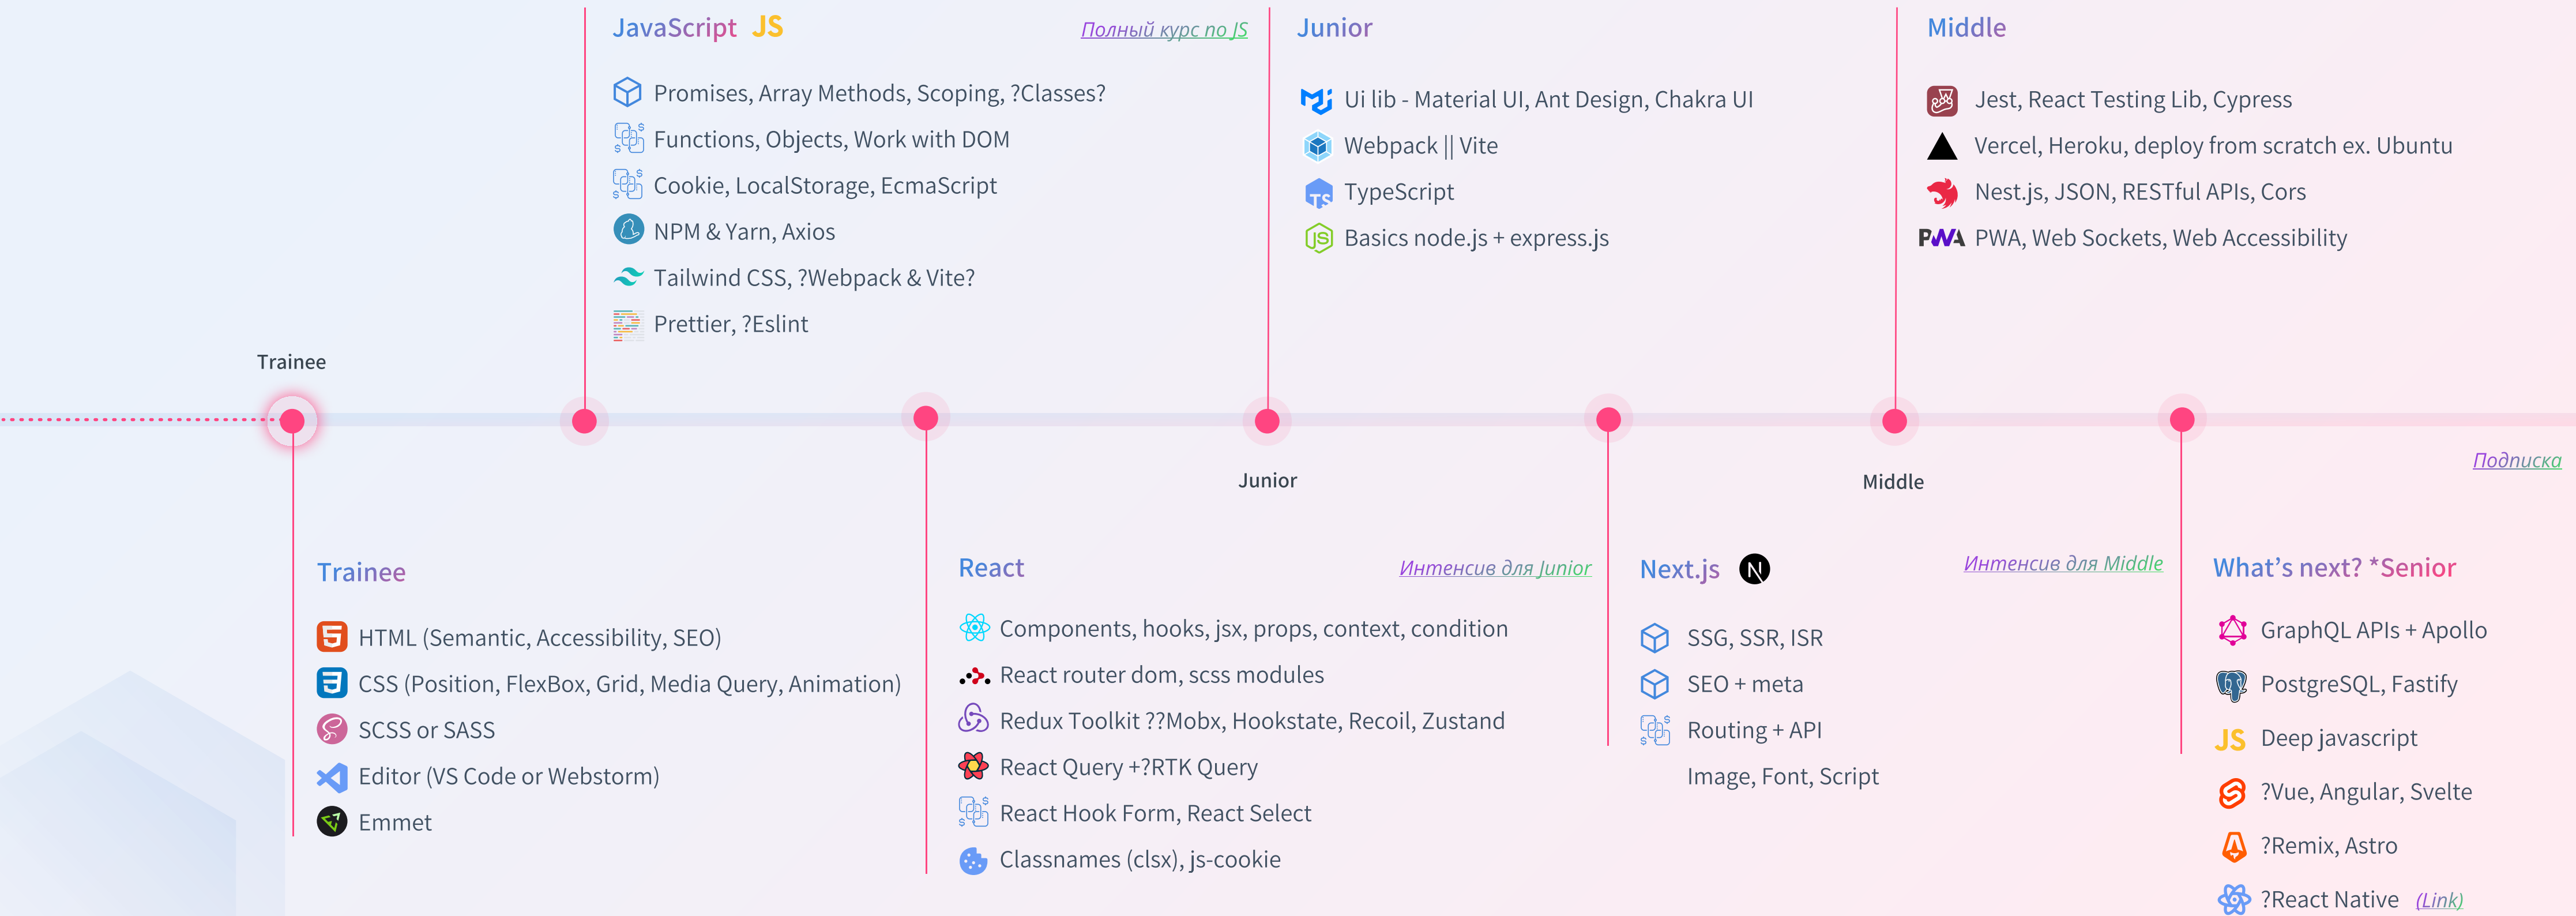 JavaScript JS
Полный курс по JS
Promises, Array Methods, Scoping, ?Classes?
Functions, Objects, Work with DOM
Cookie, LocalStorage, EcmaScript
NPM & Yarn, Axios
Tailwind CSS, ?Webpack & Vite?
Prettier, ?Eslint
Junior
Ui lib - Material UI, Ant Design, Chakra UI
Webpack || Vite
TS TypeScript
JS Basics node.js + express.js
Middle
Jest, React Testing Lib, Cypress
Vercel, Heroku, deploy from scratch ex. Ubuntu
Nest.js, JSON, RESTful APIs, Cors
PWA PWA, Web Sockets, Web Accessibility
Trainee
Junior
Middle
Подписка
Trainee
HTML (Semantic, Accessibility, SEO)
CSS (Position, FlexBox, Grid, Media Query, Animation)
SCSS or SASS
Editor (VS Code or Webstorm)
Emmet
React
Интенсив для Junior
Components, hooks, jsx, props, context, condition
React router dom, scss modules
Redux Toolkit ??Mobx, Hookstate, Recoil, Zustand
React Query +?RTK Query
React Hook Form, React Select
Classnames (clsx), js-cookie
Next.js N
Интенсив для Middle
SSG, SSR, ISR
SEO + meta
Routing + API
Image, Font, Script
What's next? *Senior
GraphQL APIs + Apollo
PostgreSQL, Fastify
JS Deep javascript
?Vue, Angular, Svelte
?Remix, Astro
?React Native (Link)